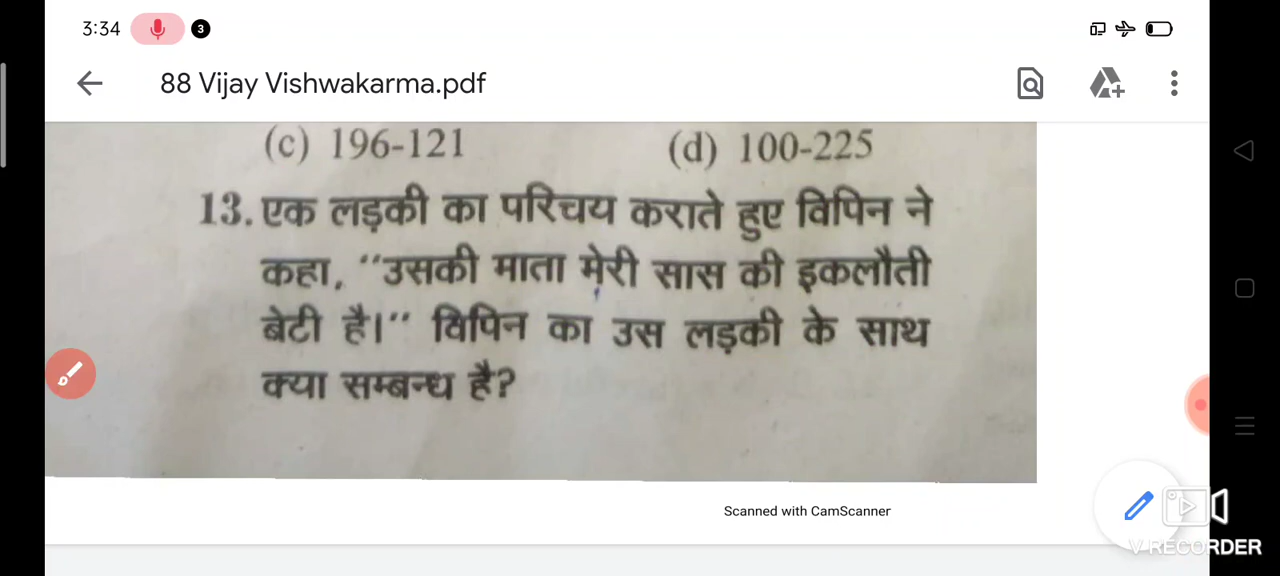 3:34 3
88 Vijay Vishwakarma.pdf
(c) 196-121 (d) 100-225
13. एक लड़की का परिचय कराते हुए विपिन ने
कहा, ‘‘उसकी माता मेरी सास की इकलौती
बेटी है।’’ विपिन का उस लड़की के साथ
क्या सम्बन्ध है?
Scanned with CamScanner
V RECORDER